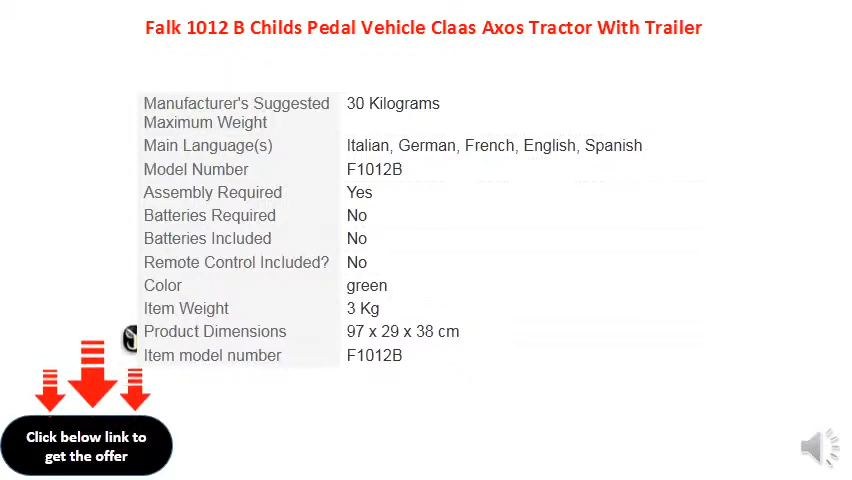 Falk 1012 B Childs Pedal Vehicle Claas Axos Tractor With Trailer
Manufacturer's Suggested 30 Kilograms
Maximum Weight
Main Language(s) Italian, German, French, English, Spanish
Model Number F1012B
Assembly Required Yes
Batteries Required No
Batteries Included No
Remote Control Included? No
Color green
Item Weight 3 Kg
Product Dimensions 97 x 29 x 38 cm
Item model number F1012B
Click below link to
get the offer